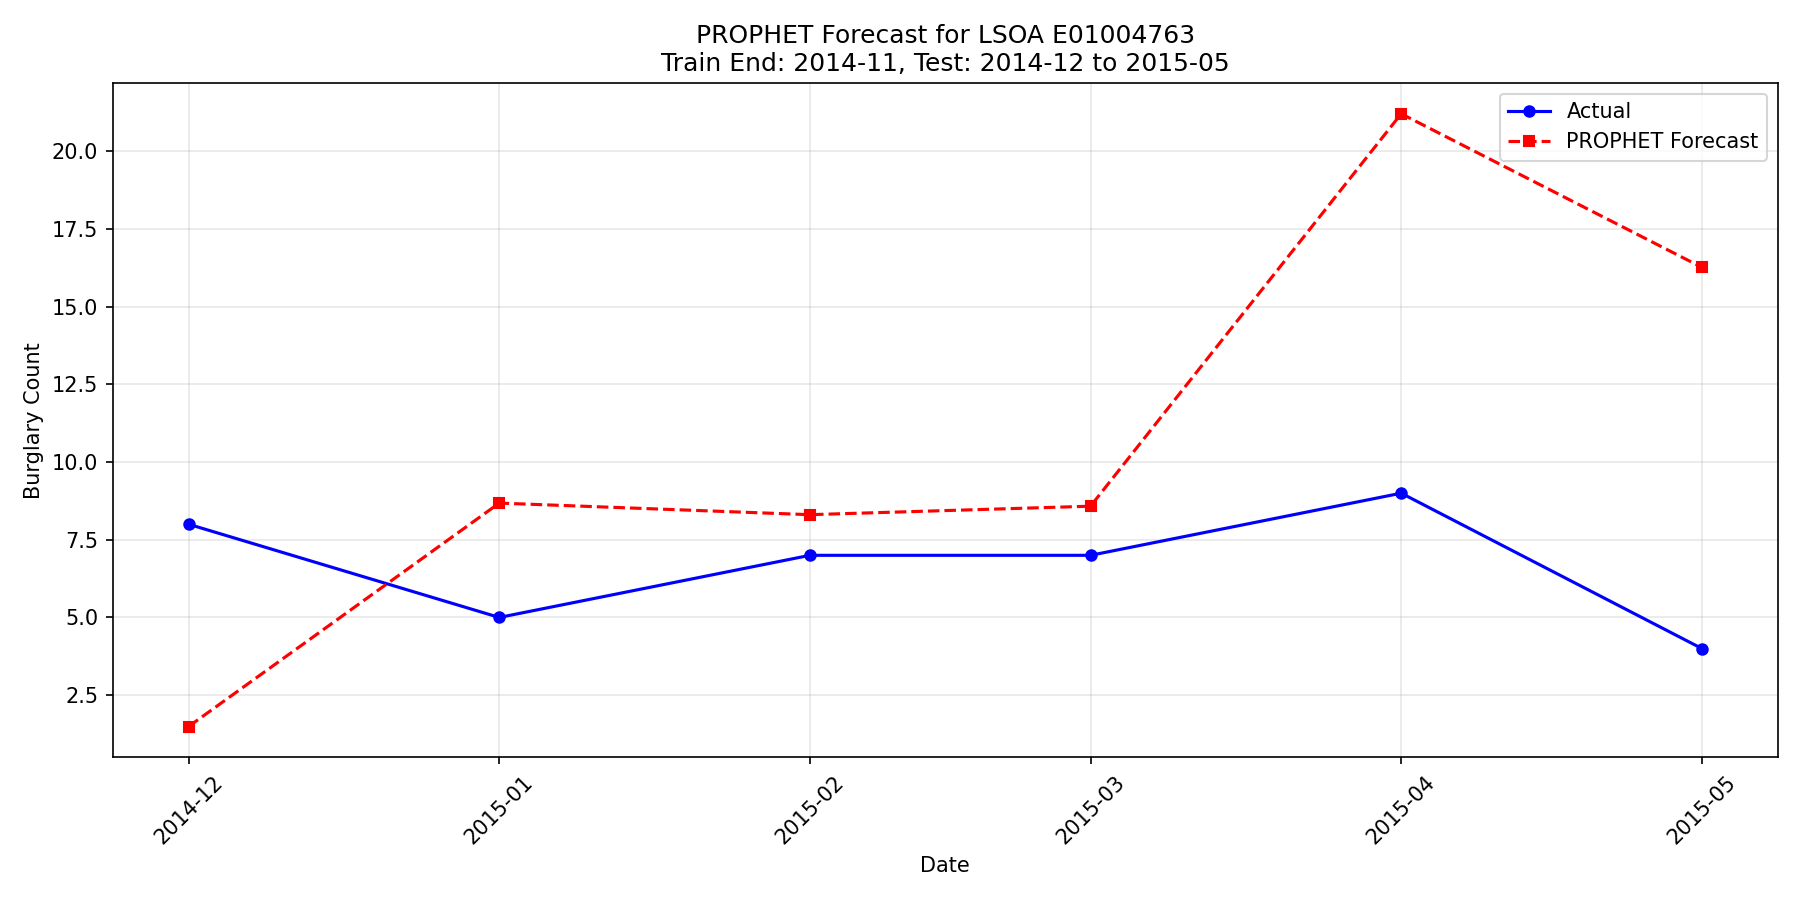 PROPHET Forecast for LSOA E01004763
Train End: 2014-11, Test: 2014-12 to 2015-05
Actual
PROPHET Forecast
Burglary Count
20.0
17.5
15.0
12.5
10.0
7.5
5.0
2.5
2014-12
2015-01
2015-02
2015-03
2015-04
2015-05
Date